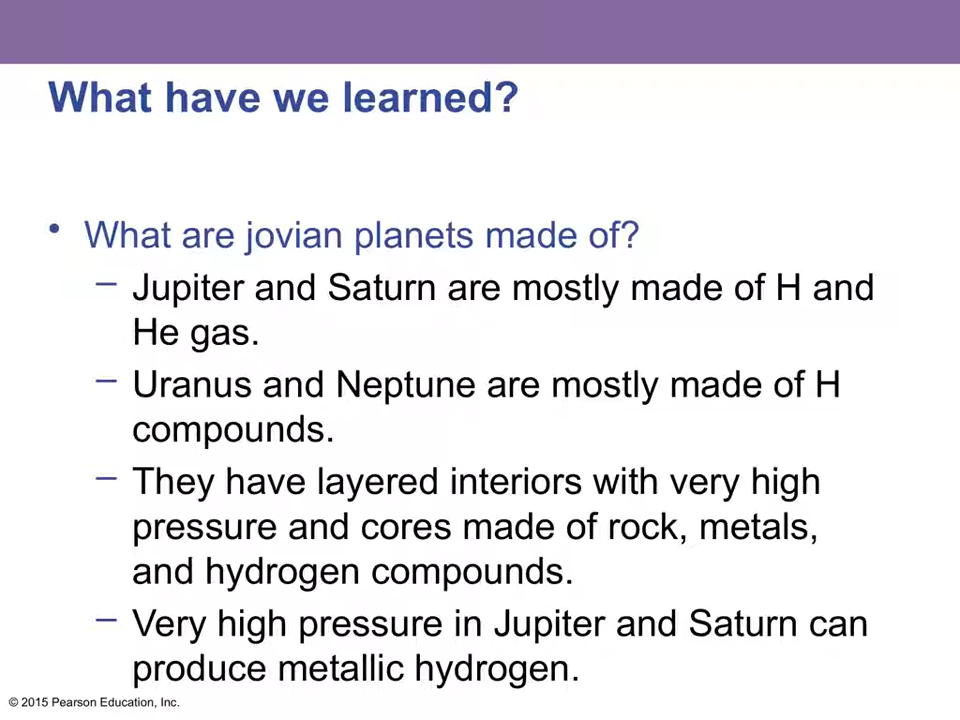 What have we learned?
• What are jovian planets made of?
– Jupiter and Saturn are mostly made of H and
He gas.
– Uranus and Neptune are mostly made of H
compounds.
– They have layered interiors with very high
pressure and cores made of rock, metals,
and hydrogen compounds.
– Very high pressure in Jupiter and Saturn can
produce metallic hydrogen.
© 2015 Pearson Education, Inc.